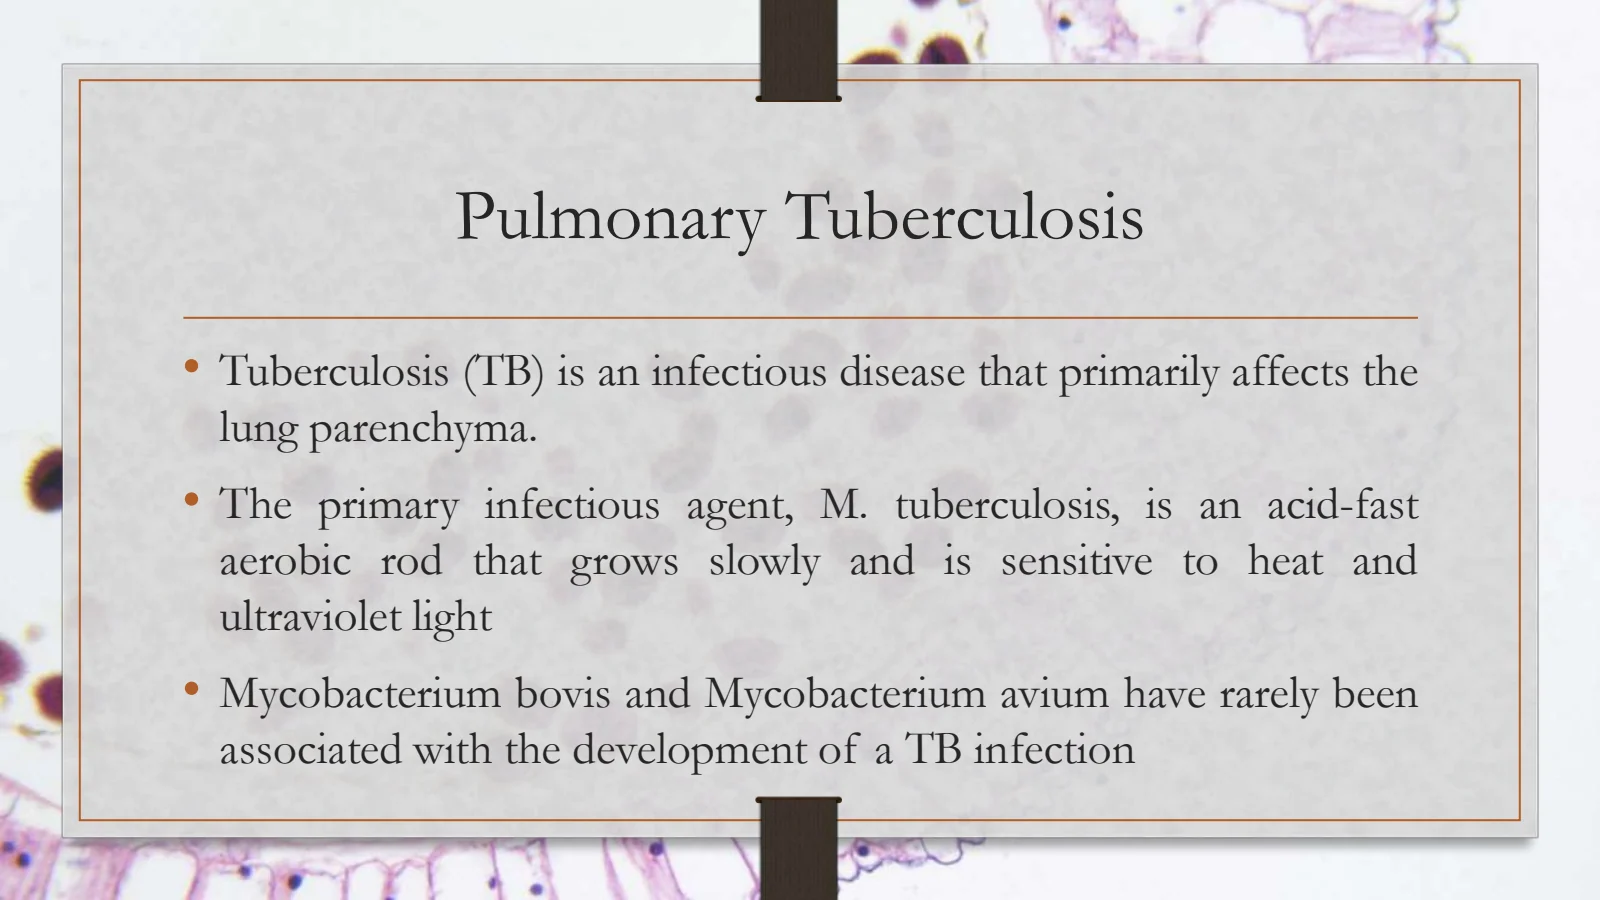 Pulmonary Tuberculosis
• Tuberculosis (TB) is an infectious disease that primarily affects the
lung parenchyma.
• The primary infectious agent, M. tuberculosis, is an acid-fast
aerobic rod that grows slowly and is sensitive to heat and
ultraviolet light
• Mycobacterium bovis and Mycobacterium avium have rarely been
associated with the development of a TB infection